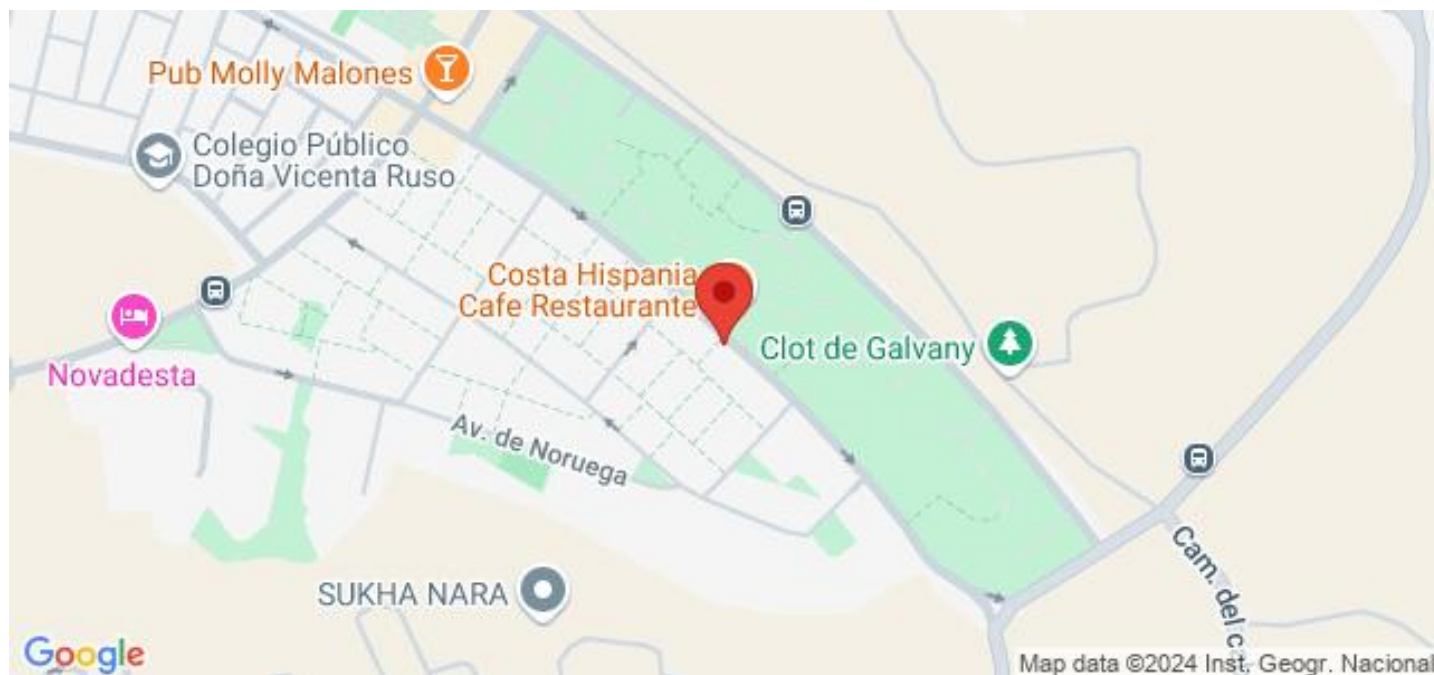 Pub Molly Malones
Colegio Público
Doña Vicenta Ruso
Costa Hispania
Cafe Restaurante
Clot de Galvany
Novadesta
Av. de Noruega
SUKHA NARA
Cam. del
Google
Map data ©2024 Inst. Geogr. Nacional